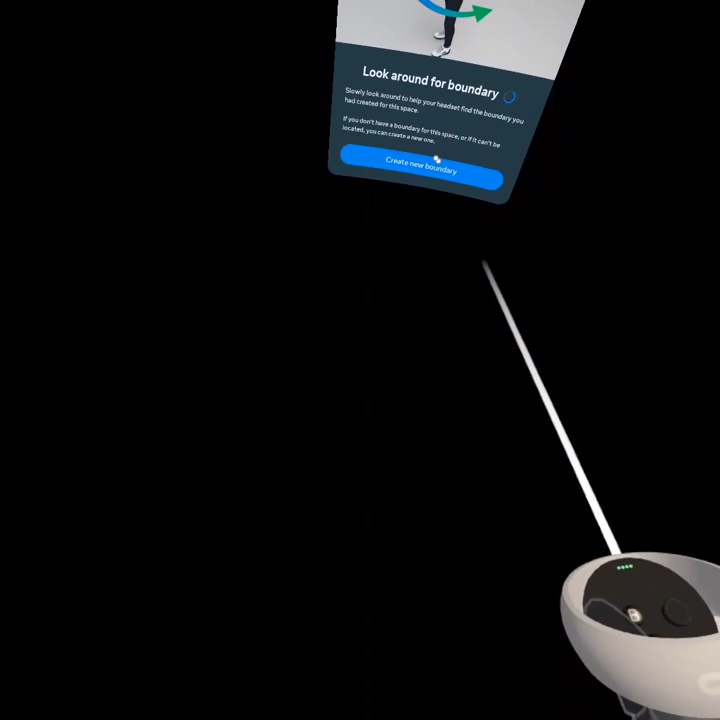 Look around for boundary
Slowly look around to help your headset find the boundary you
had created for this space.
If you don't have a boundary for this space, or if it can't be
located, you can create a new one.
Create new boundary
B